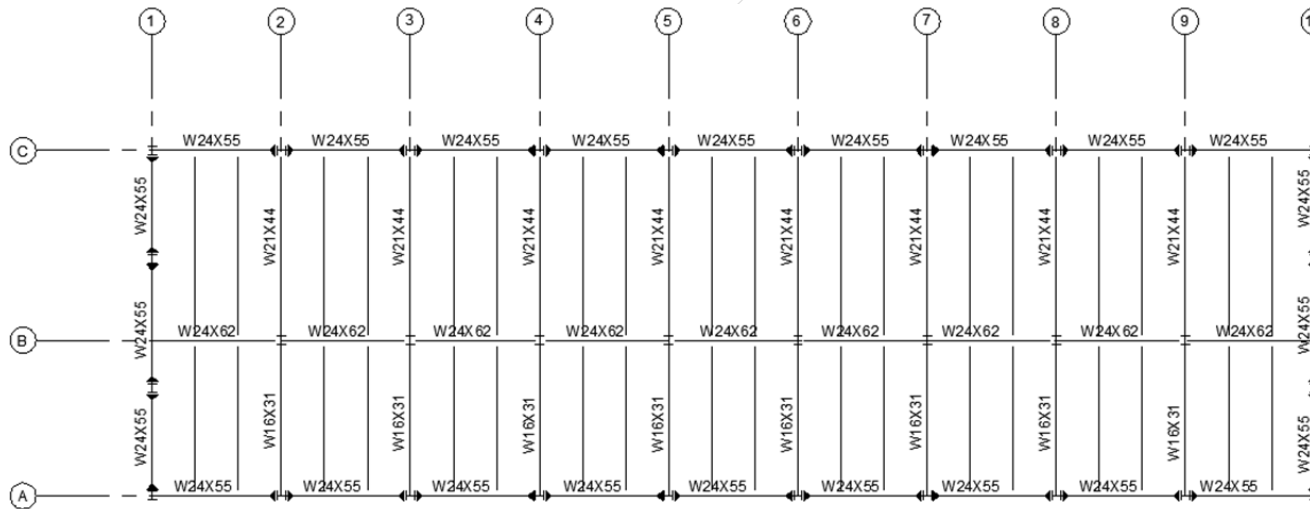 1 2 3 4 5 6 7 8 9
C
W24X55 W24X55 W24X55 W24X55 W24X55 W24X55 W24X55 W24X55 W24X55
W24X55 W21X44 W21X44 W21X44 W21X44 W21X44 W21X44 W21X44 W21X44 W24X55
B
W24X55 W24X62 W24X62 W24X62 W24X62 W24X62 W24X62 W24X62 W24X62 W24X62 W24X55
W24X55 W16X31 W16X31 W16X31 W16X31 W16X31 W16X31 W16X31 W16X31 W24X55
A
W24X55 W24X55 W24X55 W24X55 W24X55 W24X55 W24X55 W24X55 W24X55